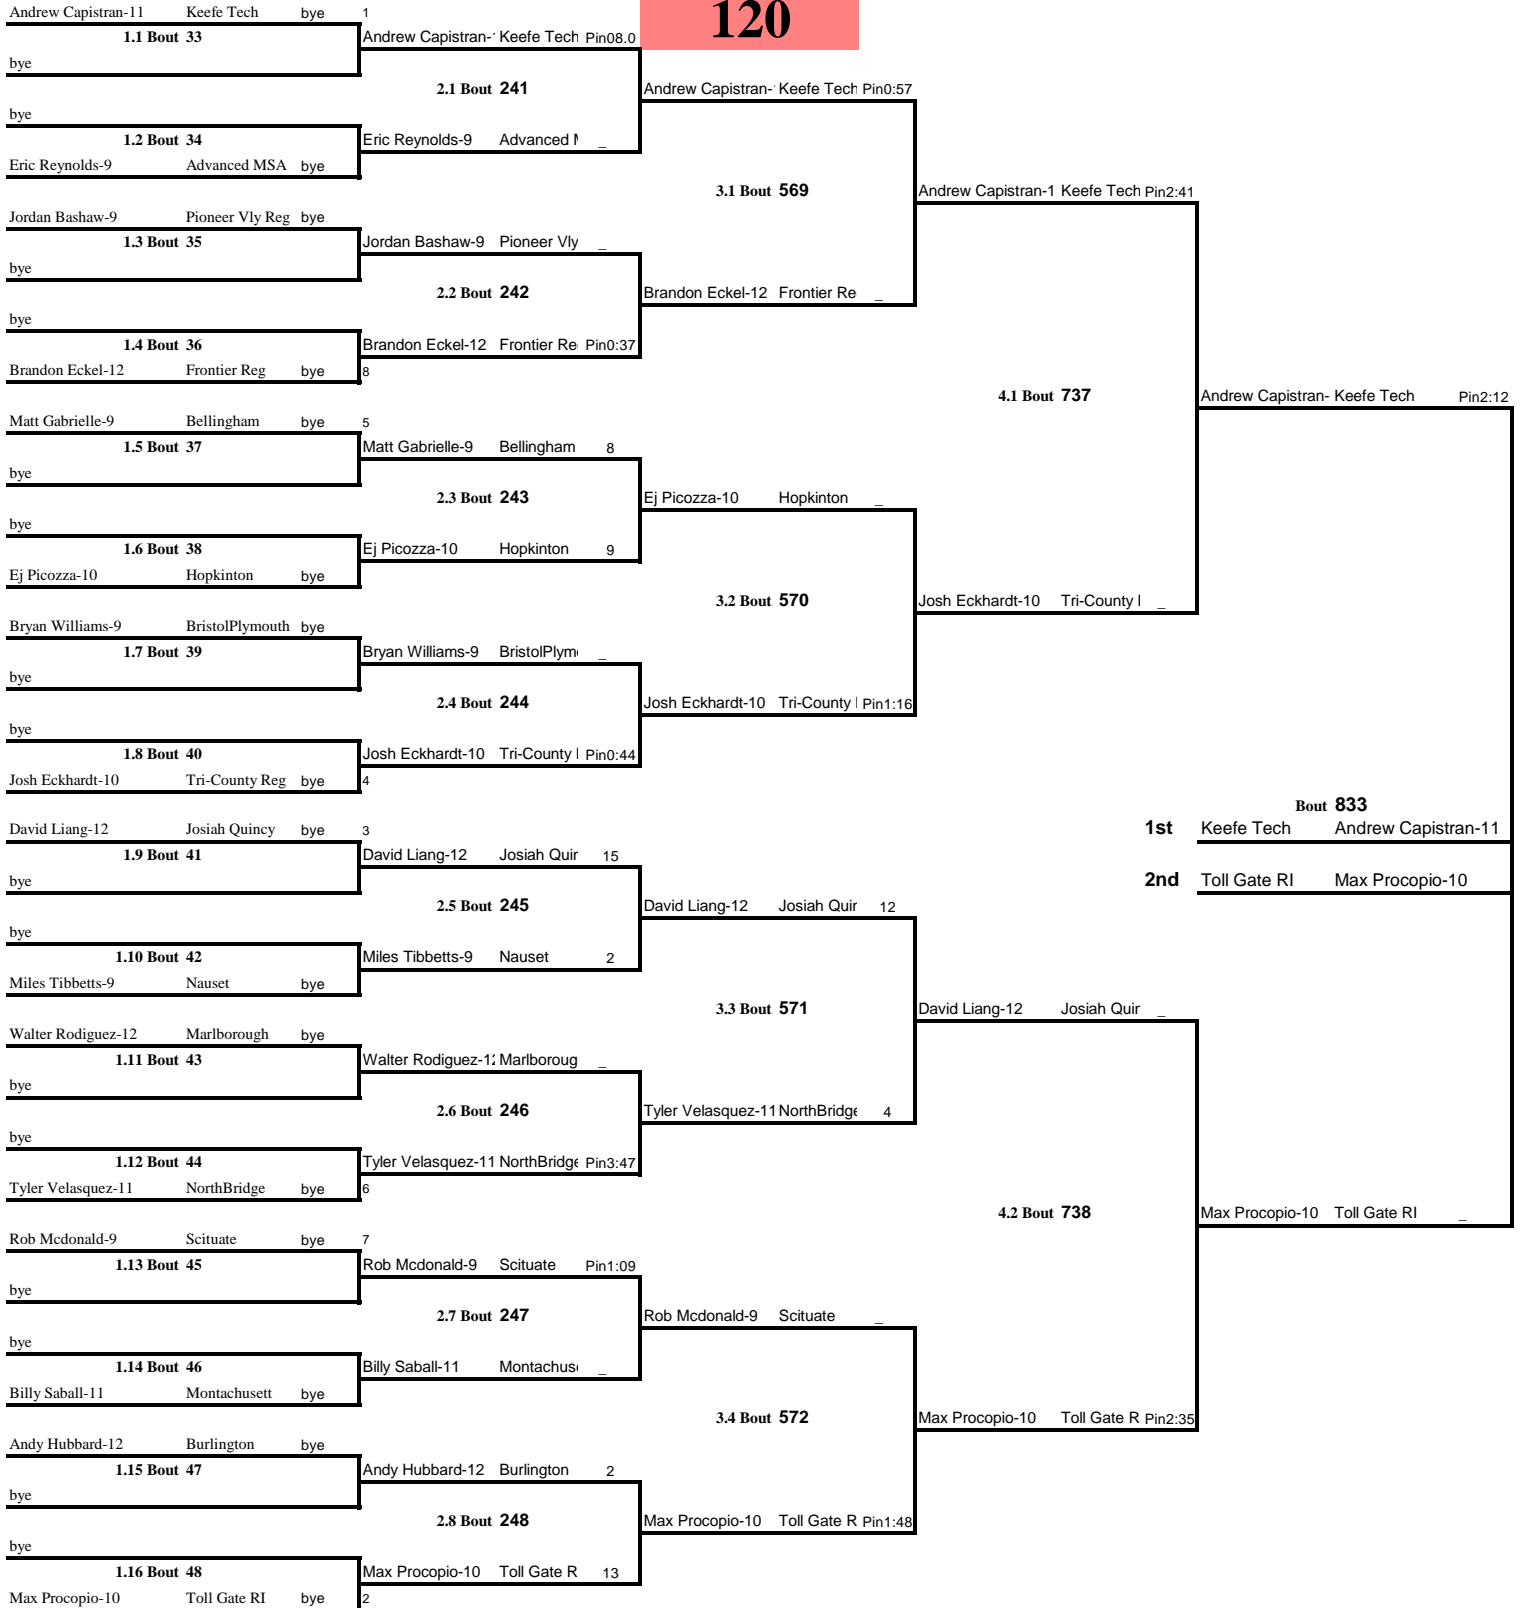 Andrew Capistran-11 Keefe Tech bye 1
120
1.1 Bout 33 Andrew Capistran- Keefe Tech Pin08.0
bye
2.1 Bout 241 Andrew Capistran- Keefe Tech Pin0:57
bye
1.2 Bout 34 Eric Reynolds-9 Advanced _
Eric Reynolds-9 Advanced MSA bye
3.1 Bout 569 Andrew Capistran-1 Keefe Tech Pin2:41
Jordan Bashaw-9 Pioneer Vly Reg bye
1.3 Bout 35 Jordan Bashaw-9 Pioneer Vly _
bye
2.2 Bout 242 Brandon Eckel-12 Frontier Re _
bye
1.4 Bout 36 Brandon Eckel-12 Frontier Re Pin0:37
Brandon Eckel-12 Frontier Reg bye 8
4.1 Bout 737 Andrew Capistran- Keefe Tech Pin2:12
Matt Gabrielle-9 Bellingham bye 5
1.5 Bout 37 Matt Gabrielle-9 Bellingham 8
bye
2.3 Bout 243 Ej Picozza-10 Hopkinton _
bye
1.6 Bout 38 Ej Picozza-10 Hopkinton 9
Ej Picozza-10 Hopkinton bye
3.2 Bout 570 Josh Eckhardt-10 Tri-County _
Bryan Williams-9 BristolPlymouth bye
1.7 Bout 39 Bryan Williams-9 BristolPlym _
bye
2.4 Bout 244 Josh Eckhardt-10 Tri-County Pin1:16
bye
1.8 Bout 40 Josh Eckhardt-10 Tri-County Pin0:44
Josh Eckhardt-10 Tri-County Reg bye 4
Bout 833
David Liang-12 Josiah Quincy bye 3 1st Keefe Tech Andrew Capistran-11
1.9 Bout 41 David Liang-12 Josiah Quir 15
bye 2nd Toll Gate RI Max Procopio-10
2.5 Bout 245 David Liang-12 Josiah Quir 12
bye
1.10 Bout 42 Miles Tibbetts-9 Nauset 2
Miles Tibbetts-9 Nauset bye
3.3 Bout 571 David Liang-12 Josiah Quir _
Walter Rodiguez-12 Marlborough bye
1.11 Bout 43 Walter Rodiguez-12 Marlboroug _
bye
2.6 Bout 246 Tyler Velasquez-11 NorthBridge 4
bye
1.12 Bout 44 Tyler Velasquez-11 NorthBridge Pin3:47
Tyler Velasquez-11 NorthBridge bye 6
4.2 Bout 738 Max Procopio-10 Toll Gate RI _
Rob Mcdonald-9 Scituate bye 7
1.13 Bout 45 Rob Mcdonald-9 Scituate Pin1:09
bye
2.7 Bout 247 Rob Mcdonald-9 Scituate _
bye
1.14 Bout 46 Billy Saball-11 Montachus _
Billy Saball-11 Montachusett bye
3.4 Bout 572 Max Procopio-10 Toll Gate R Pin2:35
Andy Hubbard-12 Burlington bye
1.15 Bout 47 Andy Hubbard-12 Burlington 2
bye
2.8 Bout 248 Max Procopio-10 Toll Gate R Pin1:48
bye
1.16 Bout 48 Max Procopio-10 Toll Gate R 13
Max Procopio-10 Toll Gate RI bye 2